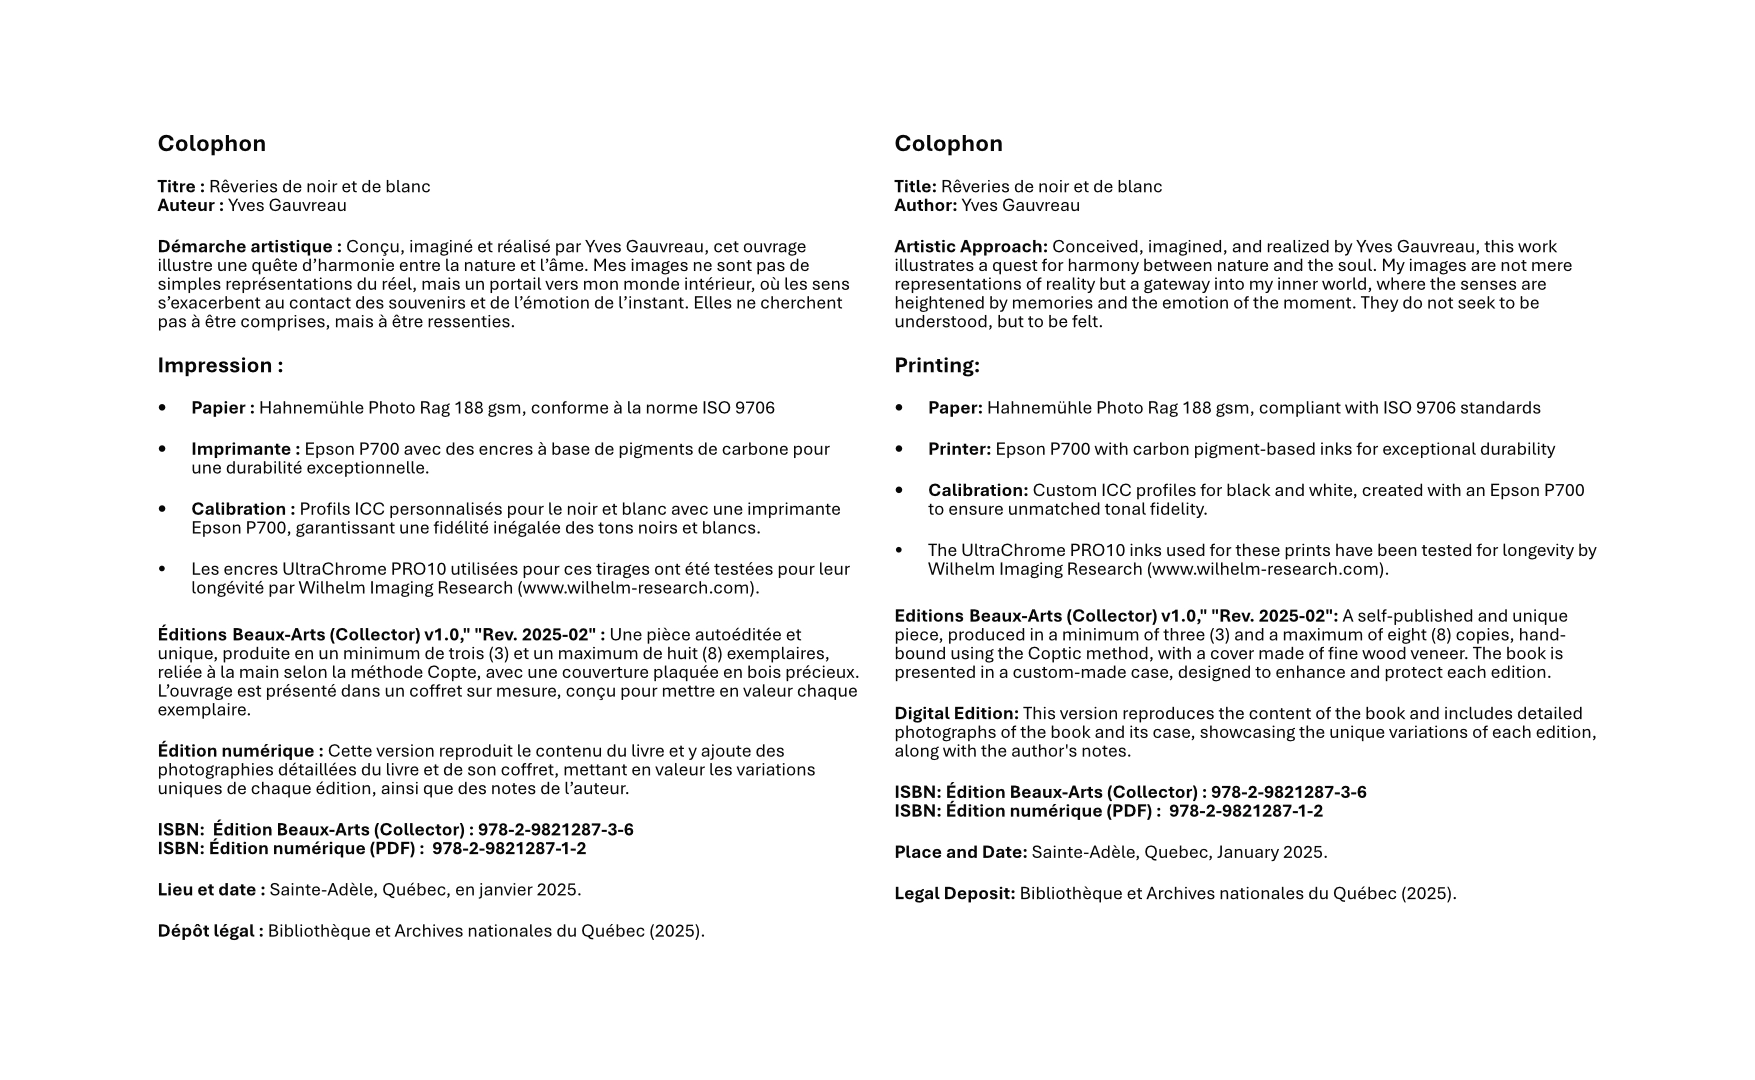 Colophon
Titre : Rêveries de noir et de blanc
Auteur : Yves Gauvreau
Démarche artistique : Conçu, imaginé et réalisé par Yves Gauvreau, cet ouvrage
illustre une quête d’harmonie entre la nature et l’âme. Mes images ne sont pas de
simples représentations du réel, mais un portail vers mon monde intérieur, où les sens
s’exacerbent au contact des souvenirs et de l’émotion de l’instant. Elles ne cherchent
pas à être comprises, mais à être ressenties.
Impression :
• Papier : Hahnemühle Photo Rag 188 gsm, conforme à la norme ISO 9706
• Imprimante : Epson P700 avec des encres à base de pigments de carbone pour
une durabilité exceptionnelle.
• Calibration : Profils ICC personnalisés pour le noir et blanc avec une imprimante
Epson P700, garantissant une fidélité inégalée des tons noirs et blancs.
• Les encres UltraChrome PRO10 utilisées pour ces tirages ont été testées pour leur
longévité par Wilhelm Imaging Research (www.wilhelm-research.com).
Éditions Beaux-Arts (Collector) v1.0," "Rev. 2025-02" : Une pièce autoéditée et
unique, produite en un minimum de trois (3) et un maximum de huit (8) exemplaires,
reliée à la main selon la méthode Copte, avec une couverture plaquée en bois précieux.
L’ouvrage est présenté dans un coffret sur mesure, conçu pour mettre en valeur chaque
exemplaire.
Édition numérique : Cette version reproduit le contenu du livre et y ajoute des
photographies détaillées du livre et de son coffret, mettant en valeur les variations
uniques de chaque édition, ainsi que des notes de l’auteur.
ISBN:  Édition Beaux-Arts (Collector) : 978-2-9821287-3-6
ISBN: Édition numérique (PDF) :  978-2-9821287-1-2
Lieu et date : Sainte-Adèle, Québec, en janvier 2025.
Dépôt légal : Bibliothèque et Archives nationales du Québec (2025).
Colophon
Title: Rêveries de noir et de blanc
Author: Yves Gauvreau
Artistic Approach: Conceived, imagined, and realized by Yves Gauvreau, this work
illustrates a quest for harmony between nature and the soul. My images are not mere
representations of reality but a gateway into my inner world, where the senses are
heightened by memories and the emotion of the moment. They do not seek to be
understood, but to be felt.
Printing:
• Paper: Hahnemühle Photo Rag 188 gsm, compliant with ISO 9706 standards
• Printer: Epson P700 with carbon pigment-based inks for exceptional durability
• Calibration: Custom ICC profiles for black and white, created with an Epson P700
to ensure unmatched tonal fidelity.
• The UltraChrome PRO10 inks used for these prints have been tested for longevity by
Wilhelm Imaging Research (www.wilhelm-research.com).
Editions Beaux-Arts (Collector) v1.0," "Rev. 2025-02": A self-published and unique
piece, produced in a minimum of three (3) and a maximum of eight (8) copies, hand-
bound using the Coptic method, with a cover made of fine wood veneer. The book is
presented in a custom-made case, designed to enhance and protect each edition.
Digital Edition: This version reproduces the content of the book and includes detailed
photographs of the book and its case, showcasing the unique variations of each edition,
along with the author's notes.
ISBN: Édition Beaux-Arts (Collector) : 978-2-9821287-3-6
ISBN: Édition numérique (PDF) :  978-2-9821287-1-2
Place and Date: Sainte-Adèle, Quebec, January 2025.
Legal Deposit: Bibliothèque et Archives nationales du Québec (2025).